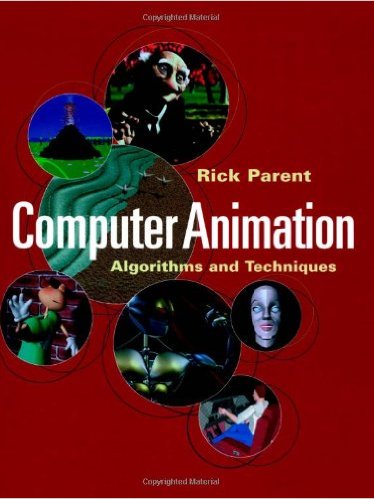 Copyrighted Material
Rick Parent
Computer Animation
Algorithms and Techniques
Copyrighted Material